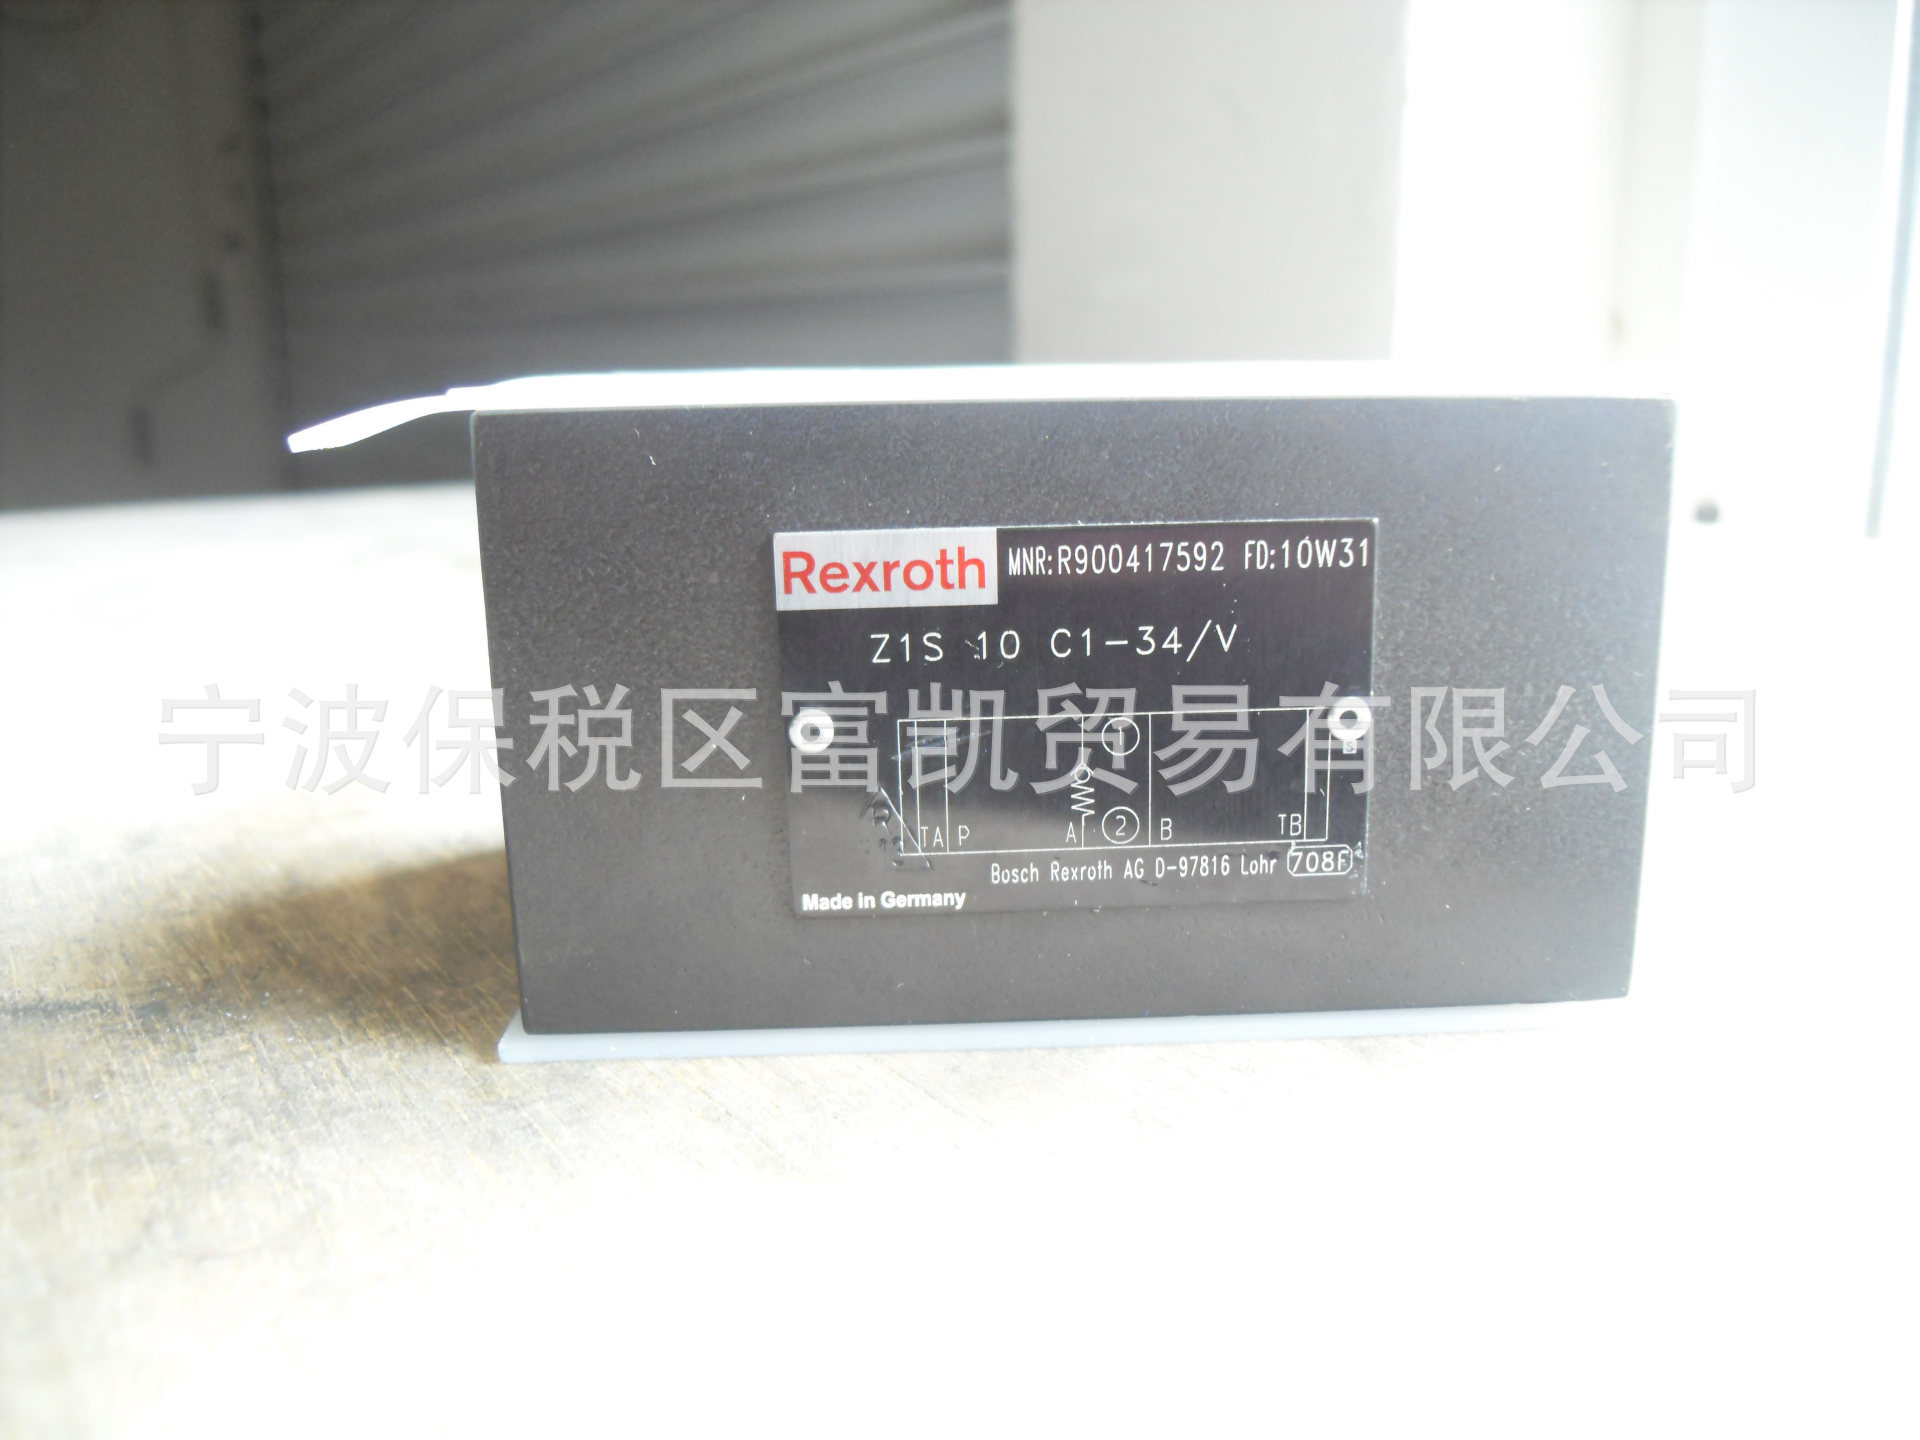 Rexroth MNR:R900417592 FD:10W31
Z1S 10 C1-34/V
宁波保税区富凯贸易有限公司
1
2
TA P A B TB
Bosch Rexroth AG D-97816 Lohr 708F
Made in Germany